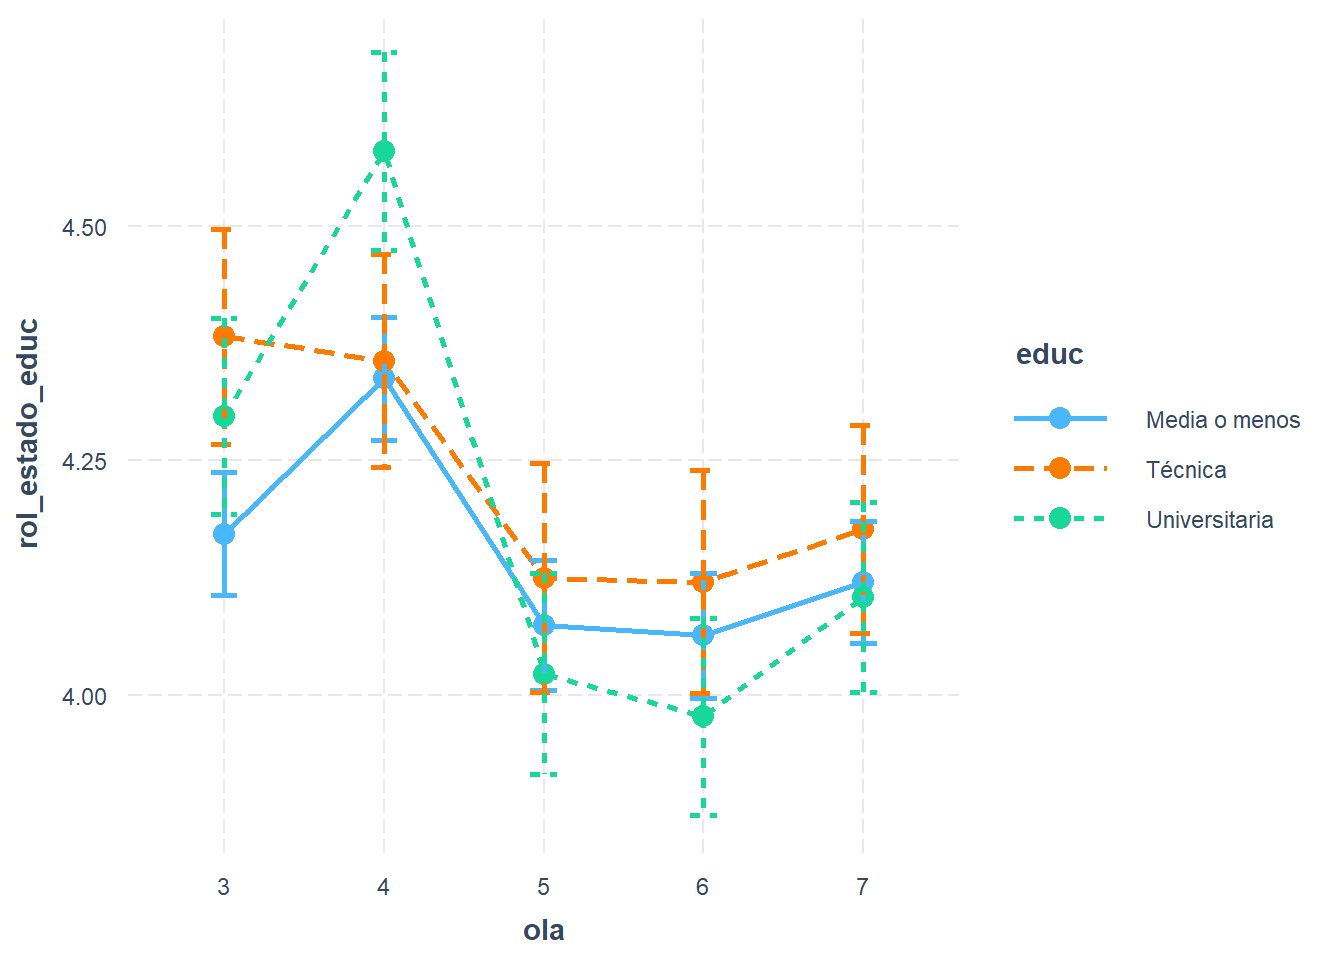 rol_estado_educ
4.50
4.25
4.00
3 4 5 6 7
ola
educ
Media o menos
Técnica
Universitaria